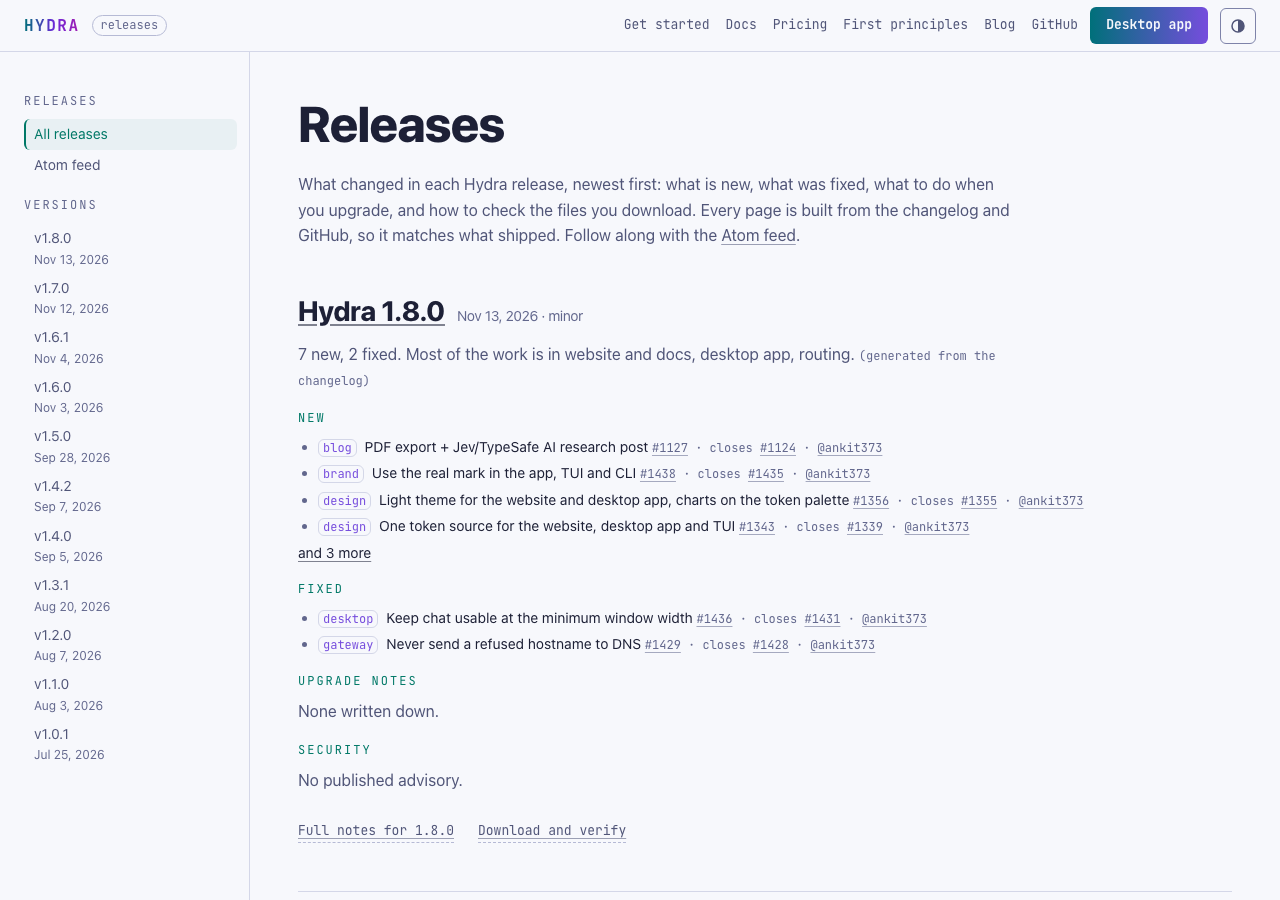 HYDRA releases Get started Docs Pricing First principles Blog GitHub Desktop app
RELEASES
All releases
Atom feed
VERSIONS
v1.8.0
Nov 13, 2026
v1.7.0
Nov 12, 2026
v1.6.1
Nov 4, 2026
v1.6.0
Nov 3, 2026
v1.5.0
Sep 28, 2026
v1.4.2
Sep 7, 2026
v1.4.0
Sep 5, 2026
v1.3.1
Aug 20, 2026
v1.2.0
Aug 7, 2026
v1.1.0
Aug 3, 2026
v1.0.1
Jul 25, 2026
Releases
What changed in each Hydra release, newest first: what is new, what was fixed, what to do when
you upgrade, and how to check the files you download. Every page is built from the changelog and
GitHub, so it matches what shipped. Follow along with the Atom feed.
Hydra 1.8.0 Nov 13, 2026 · minor
7 new, 2 fixed. Most of the work is in website and docs, desktop app, routing. (generated from the
changelog)
NEW
blog PDF export + Jev/TypeSafe AI research post #1127 · closes #1124 · @ankit373
brand Use the real mark in the app, TUI and CLI #1438 · closes #1435 · @ankit373
design Light theme for the website and desktop app, charts on the token palette #1356 · closes #1355 · @ankit373
design One token source for the website, desktop app and TUI #1343 · closes #1339 · @ankit373
and 3 more
FIXED
desktop Keep chat usable at the minimum window width #1436 · closes #1431 · @ankit373
gateway Never send a refused hostname to DNS #1429 · closes #1428 · @ankit373
UPGRADE NOTES
None written down.
SECURITY
No published advisory.
Full notes for 1.8.0 Download and verify